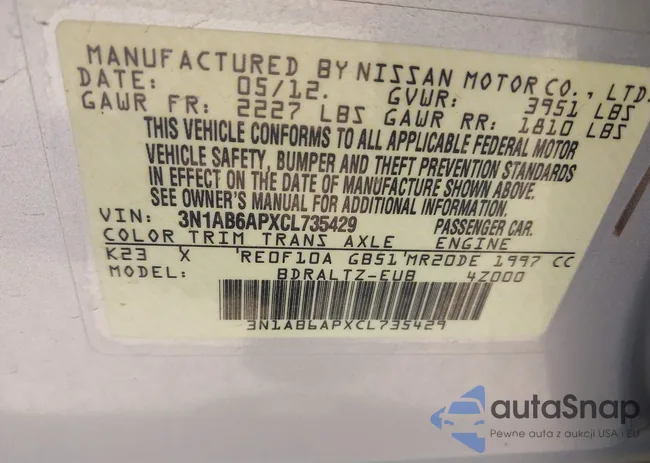 MANUFACTURED BY NISSAN MOTOR CO., LTD.
DATE: 05/12. GVWR: 3951 LBS
GAWR FR: 2227 LBS GAWR RR: 1810 LBS
THIS VEHICLE CONFORMS TO ALL APPLICABLE FEDERAL MOTOR
VEHICLE SAFETY, BUMPER AND THEFT PREVENTION STANDARDS
IN EFFECT ON THE DATE OF MANUFACTURE SHOWN ABOVE.
SEE OWNER'S MANUAL FOR ADDITIONAL INFORMATION.
VIN: 3N1AB6APXCL735429 PASSENGER CAR.
COLOR TRIM TRANS AXLE ENGINE
K23 X 'RE0F10A GB51'MR20DE 1997 CC
MODEL: BDRALTZ-EUB 4Z000
3N1AB6APXCL735429
autaSnap
Pewne auta z aukcji USA i EU